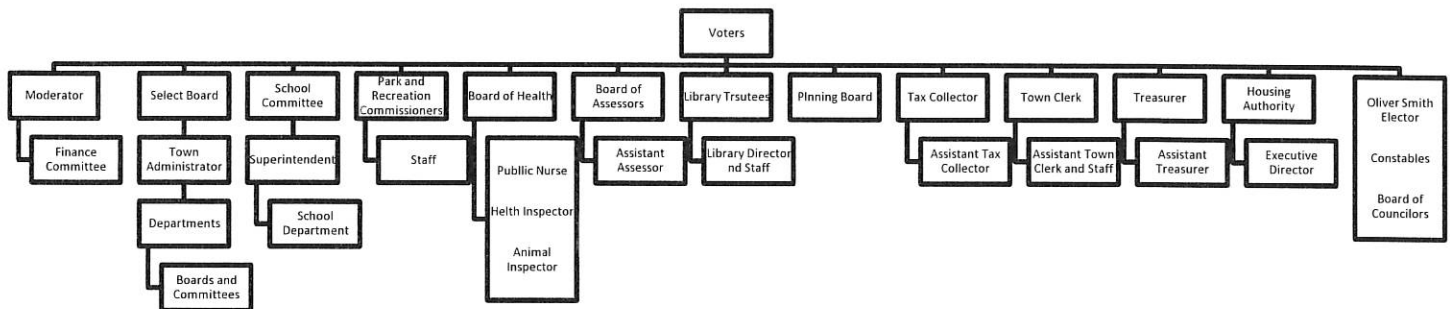 Voters
Moderator
Select Board
School
Committee
Park and
Recreation
Commissioners
Board of Health
Board of
Assessors
Library Trsutees
Plnning Board
Tax Collector
Town Clerk
Treasurer
Housing
Authority
Oliver Smith
Elector
Constables
Board of
Councilors
Finance
Committee
Town
Administrator
Superintendent
Staff
Publlic Nurse
Helth Inspector
Animal
Inspector
Assistant
Assessor
Library Director
nd Staff
Assistant Tax
Collector
Assistant Town
Clerk and Staff
Assistant
Treasurer
Executive
Director
Departments
School
Department
Boards and
Committees